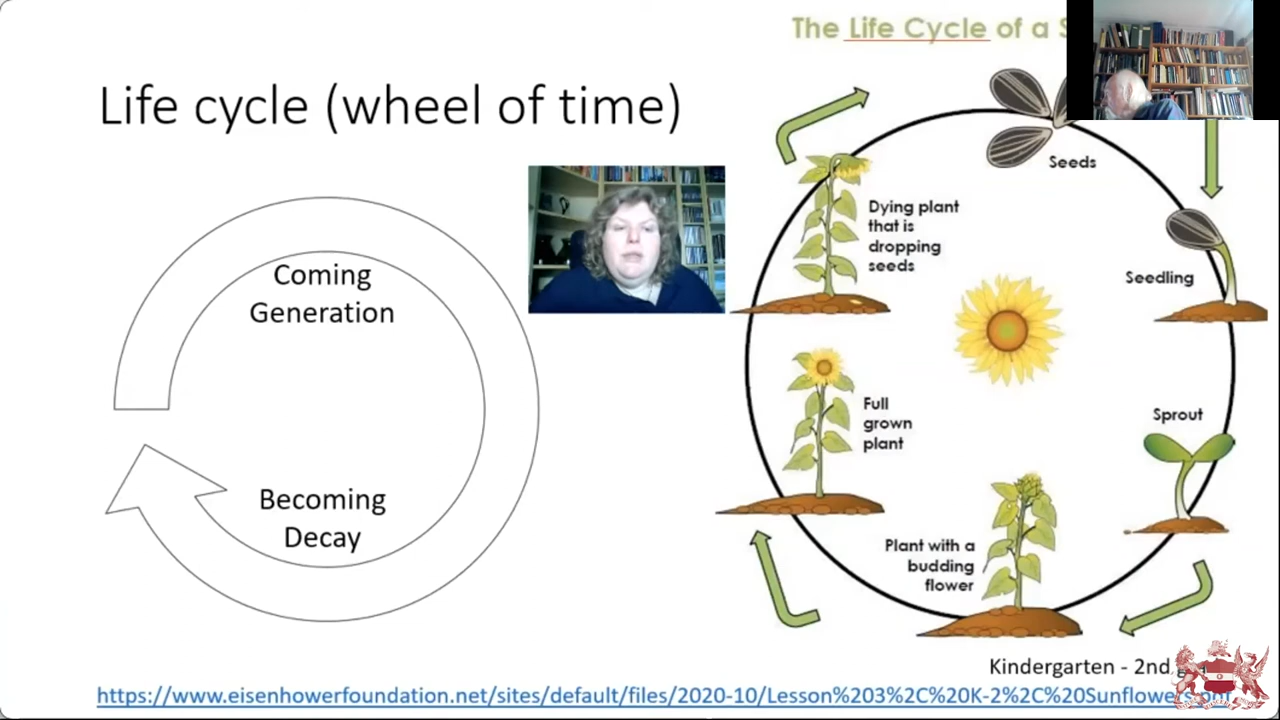 The Life Cycle of a
Life cycle (wheel of time)
Seeds
Dying plant
that is
dropping
seeds
Seedling
Coming
Generation
Full
grown
plant
Sprout
Becoming
Decay
Plant with a
budding
flower
Kindergarten - 2nd
https://www.eisenhowerfoundation.net/sites/default/files/2020-10/Lesson%203%2C%20K-2%2C%20Sunflower